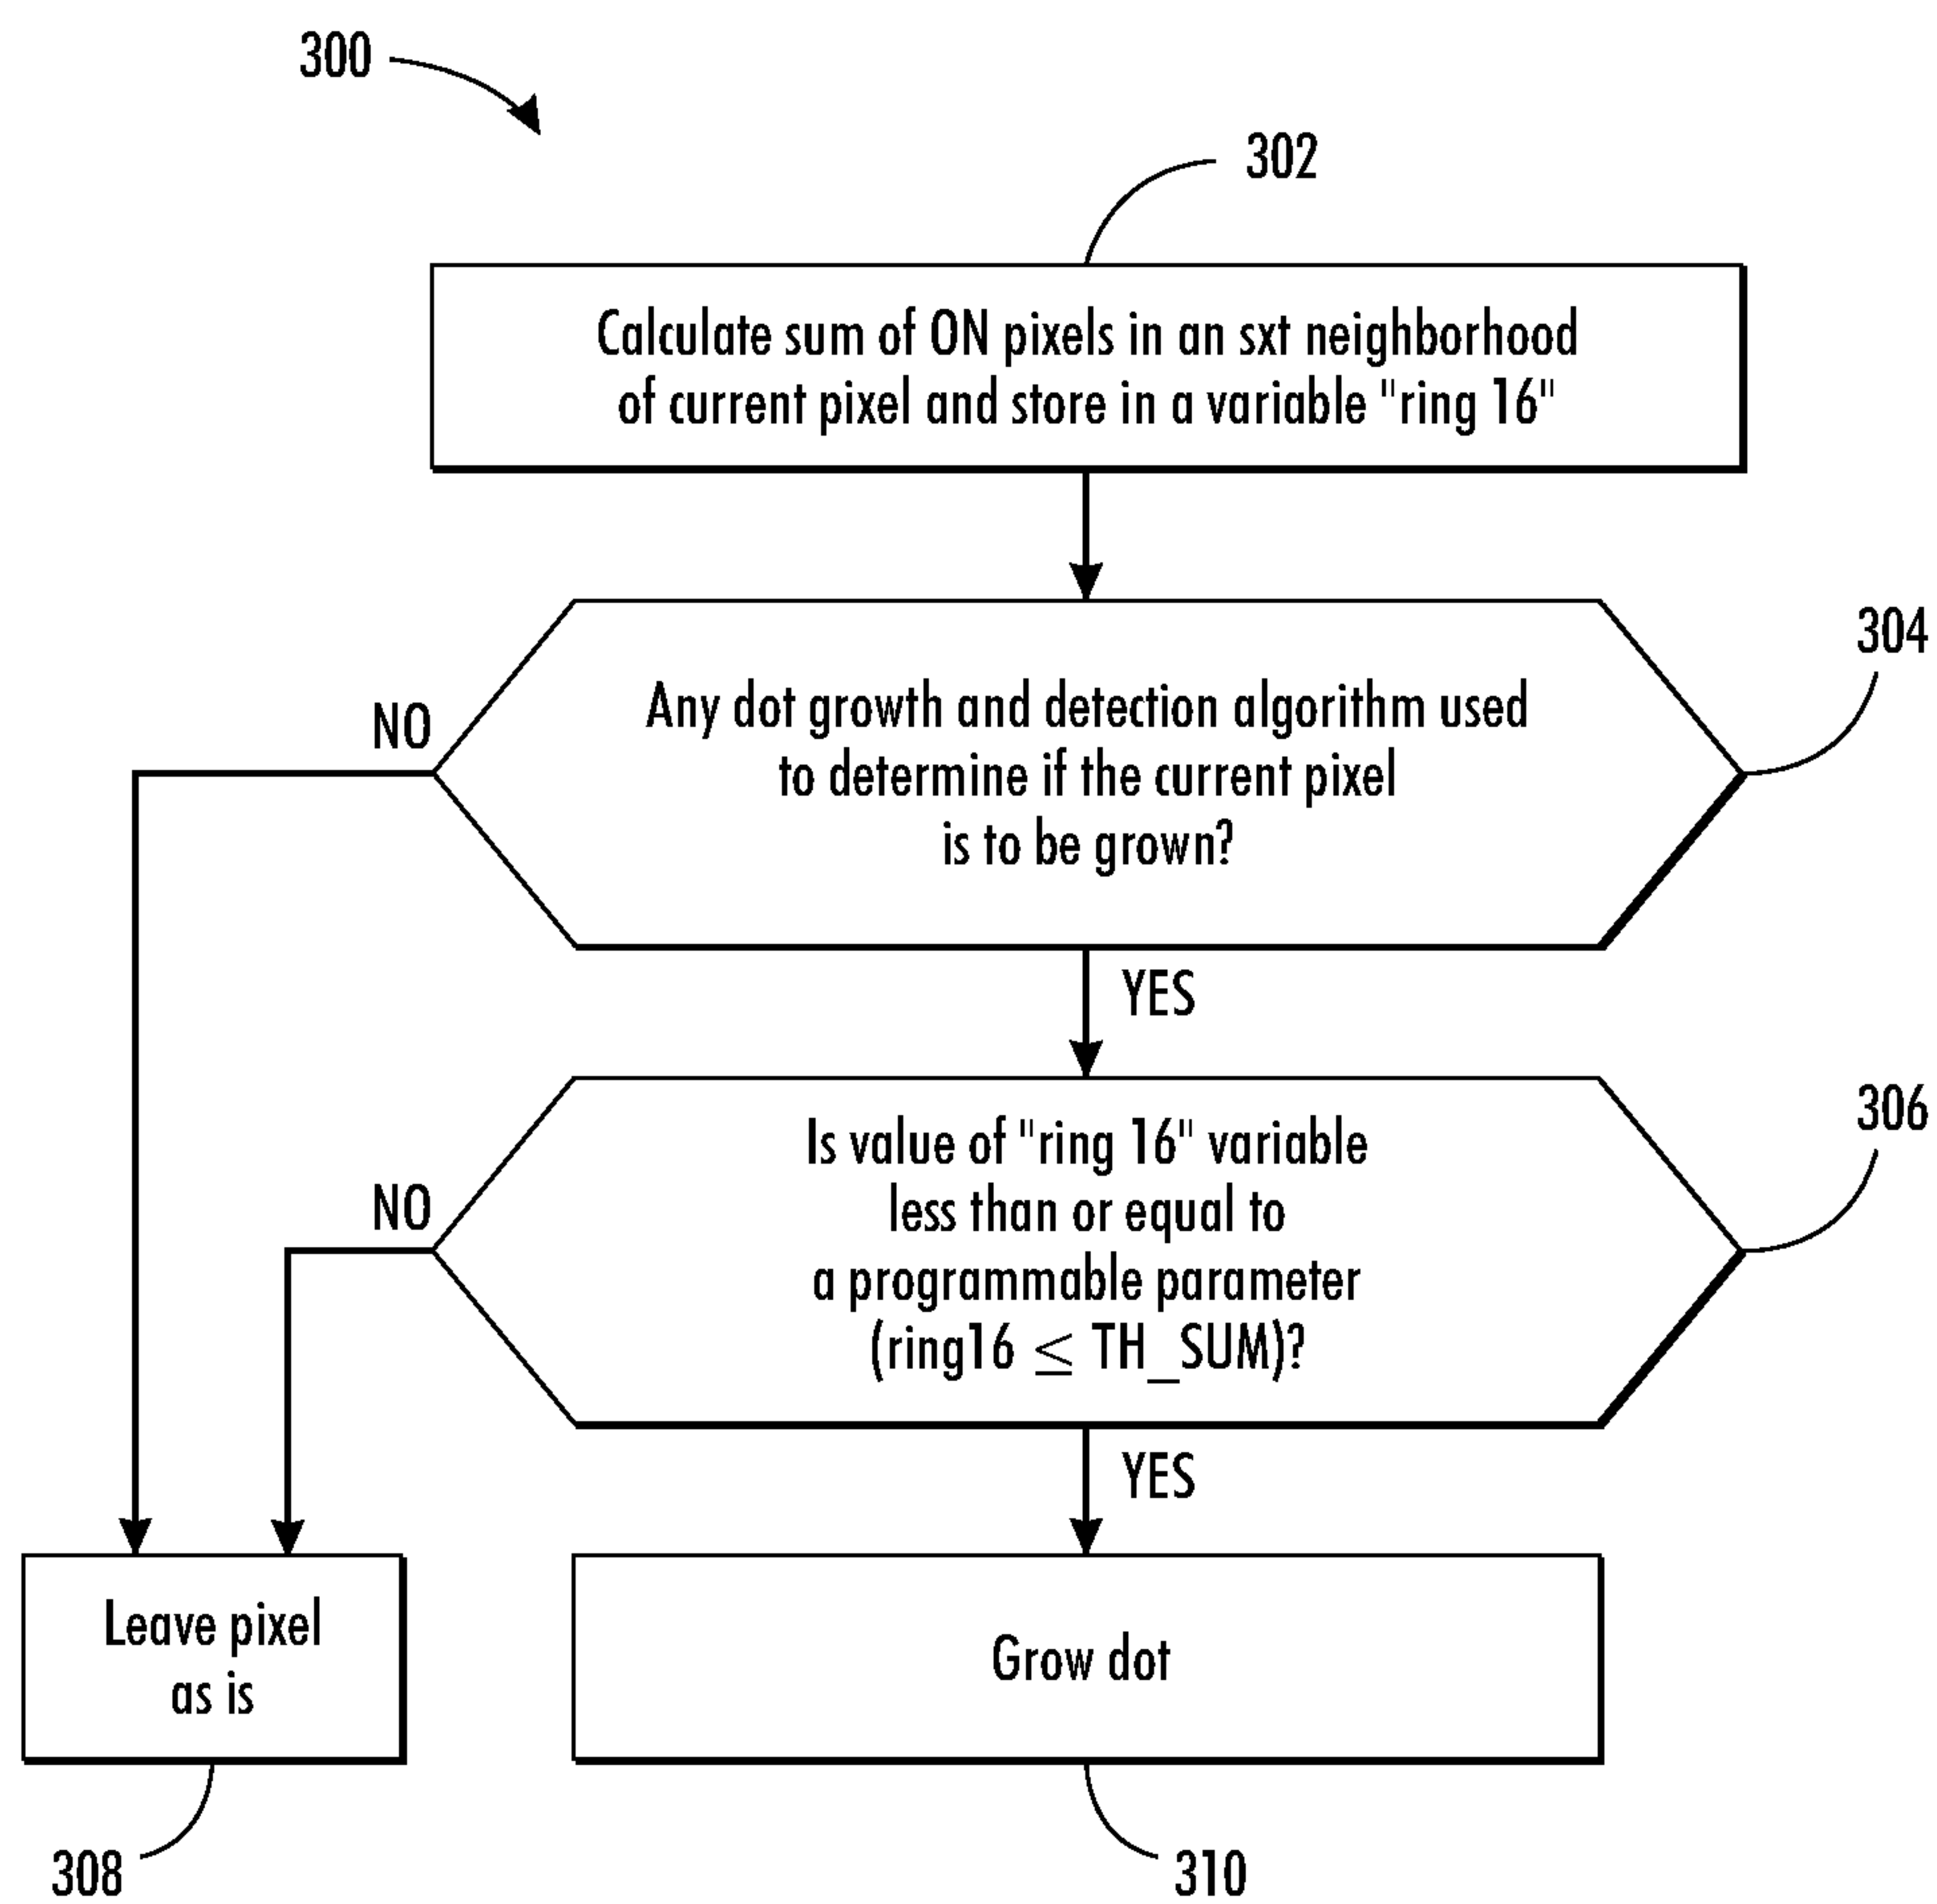 300
302
Calculate sum of ON pixels in an sxt neighborhood
of current pixel and store in a variable "ring 16"
304
NO
Any dot growth and detection algorithm used
to determine if the current pixel
is to be grown?
YES
306
NO
Is value of "ring 16" variable
less than or equal to
a programmable parameter
(ring16 ≤ TH_SUM)?
YES
Leave pixel
as is
Grow dot
308
310